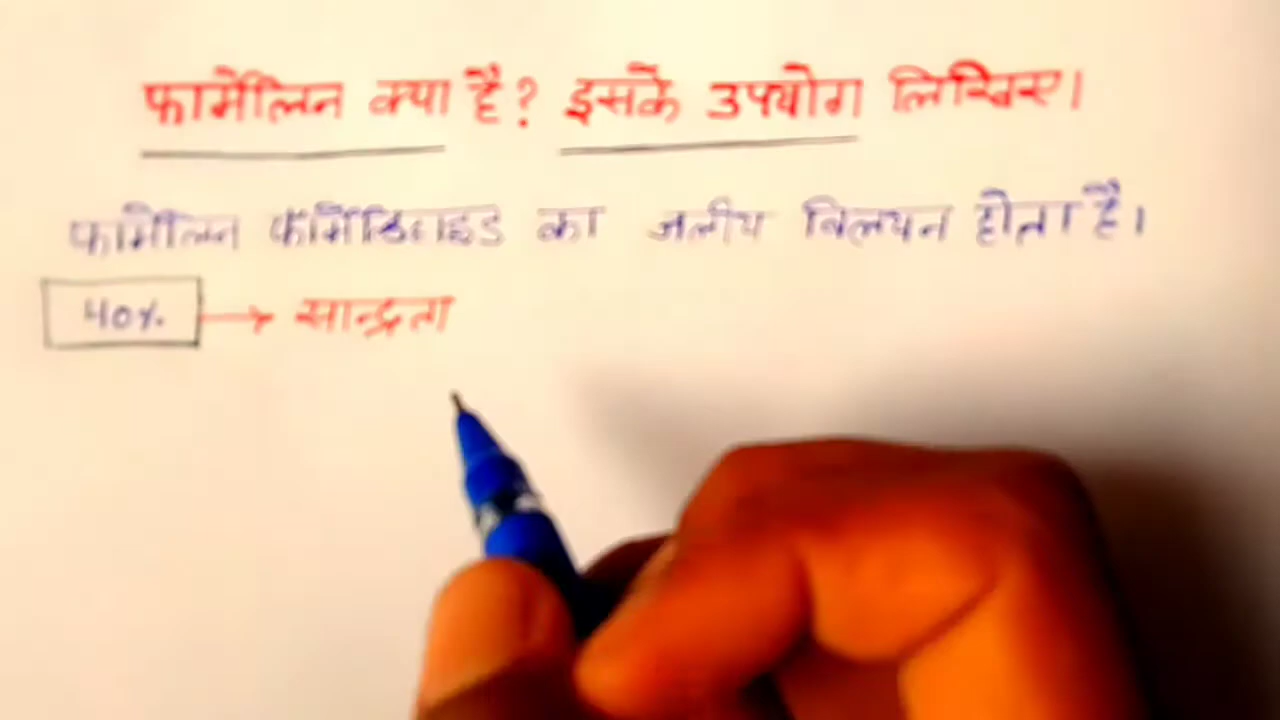 फार्मेलिन क्या है? इसके उपयोग लिखिए।
फार्मेलिन फॉर्मेल्डिहाइड का जलीय विलयन होता है।
40% → सान्द्रता